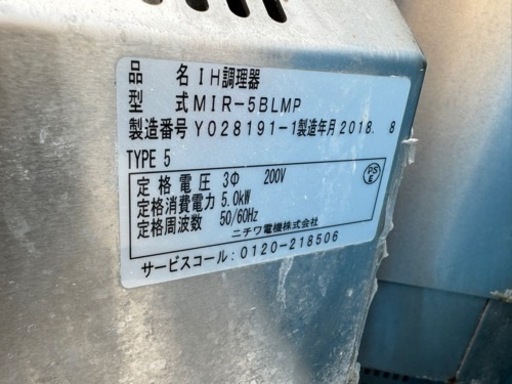 品名 IH調理器
型式 MIR-5BLMP
製造番号 Y028191-1 製造年月 2018. 8
TYPE 5
定格電圧 3Φ 200V
定格消費電力 5.0kW
定格周波数 50/60Hz
PS E
ニチワ電機株式会社
サービスコール:0120-218506